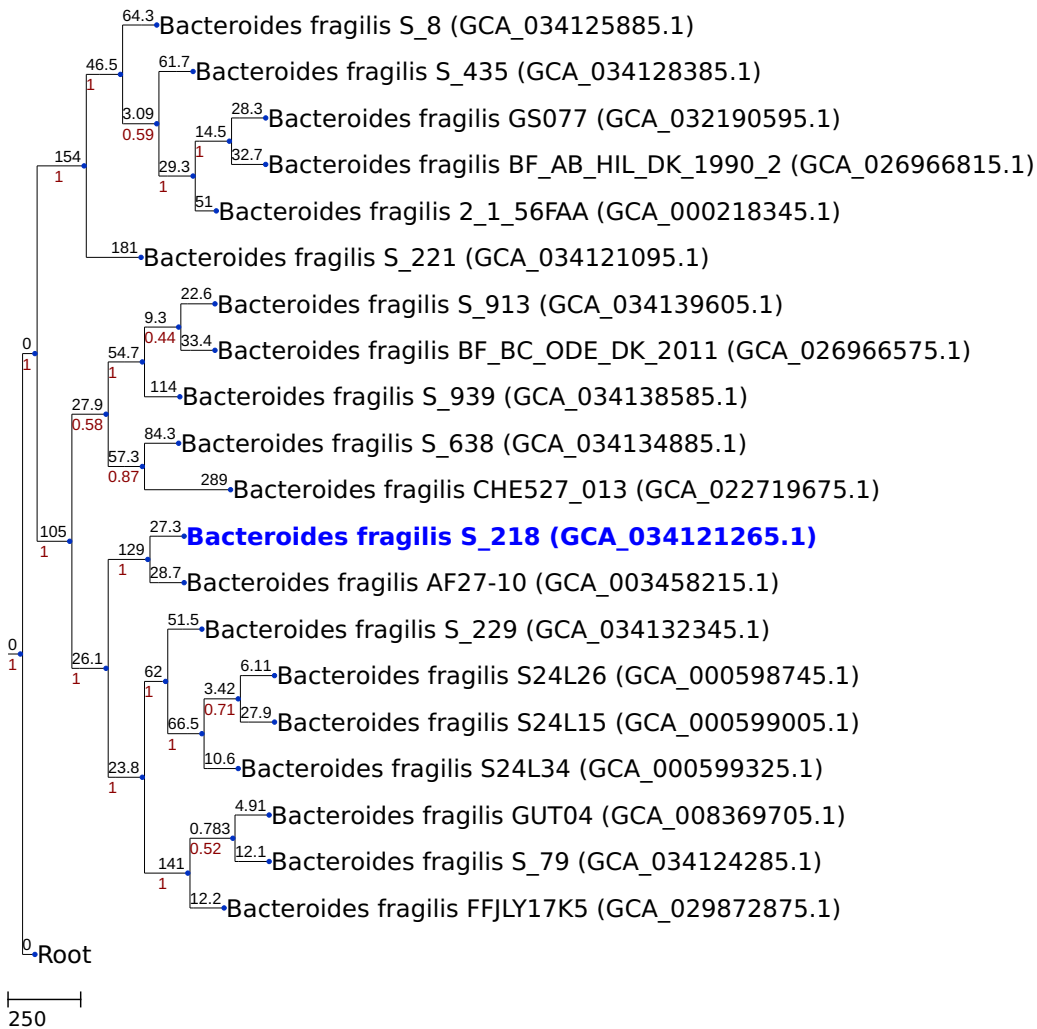 64.3 Bacteroides fragilis S_8 (GCA_034125885.1)
46.5 61.7 Bacteroides fragilis S_435 (GCA_034128385.1)
1
3.09 28.3 Bacteroides fragilis GS077 (GCA_032190595.1)
0.59 14.5
154 1 29.3 1 32.7 Bacteroides fragilis BF_AB_HIL_DK_1990_2 (GCA_026966815.1)
1 51 Bacteroides fragilis 2_1_56FAA (GCA_000218345.1)
181 Bacteroides fragilis S_221 (GCA_034121095.1)
22.6 Bacteroides fragilis S_913 (GCA_034139605.1)
9.3
0.44
0 54.7 33.4 Bacteroides fragilis BF_BC_ODE_DK_2011 (GCA_026966575.1)
1 1
114 Bacteroides fragilis S_939 (GCA_034138585.1)
27.9
0.58
84.3 Bacteroides fragilis S_638 (GCA_034134885.1)
57.3
0.87
289 Bacteroides fragilis CHE527_013 (GCA_022719675.1)
105 27.3 Bacteroides fragilis S_218 (GCA_034121265.1)
1 129
1 28.7 Bacteroides fragilis AF27-10 (GCA_003458215.1)
51.5 Bacteroides fragilis S_229 (GCA_034132345.1)
0 26.1
1 1
62 6.11 Bacteroides fragilis S24L26 (GCA_000598745.1)
1 3.42
0.71
66.5 27.9 Bacteroides fragilis S24L15 (GCA_000599005.1)
1
23.8 10.6 Bacteroides fragilis S24L34 (GCA_000599325.1)
1
4.91 Bacteroides fragilis GUT04 (GCA_008369705.1)
0.783
0.52
141 12.1 Bacteroides fragilis S_79 (GCA_034124285.1)
1
12.2 Bacteroides fragilis FFJLY17K5 (GCA_029872875.1)
0 Root
250